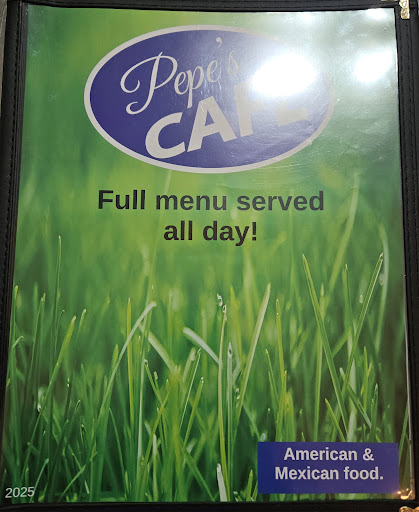 Pepe's
CAFE
Full menu served
all day!
American &
Mexican food.
2025